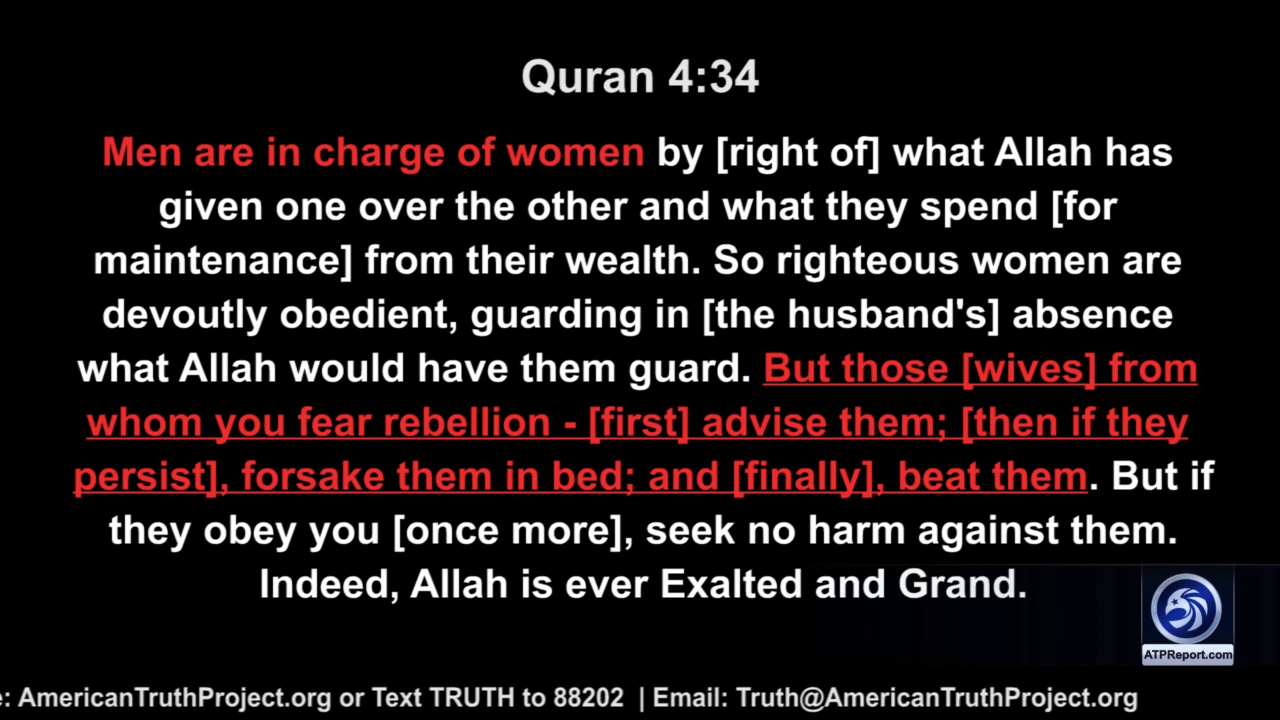 Quran 4:34
Men are in charge of women by [right of] what Allah has
given one over the other and what they spend [for
maintenance] from their wealth. So righteous women are
devoutly obedient, guarding in [the husband's] absence
what Allah would have them guard. But those [wives] from
whom you fear rebellion - [first] advise them; [then if they
persist], forsake them in bed; and [finally], beat them. But if
they obey you [once more], seek no harm against them.
Indeed, Allah is ever Exalted and Grand.
ATPReport.com
e: AmericanTruthProject.org or Text TRUTH to 88202 | Email: Truth@AmericanTruthProject.org